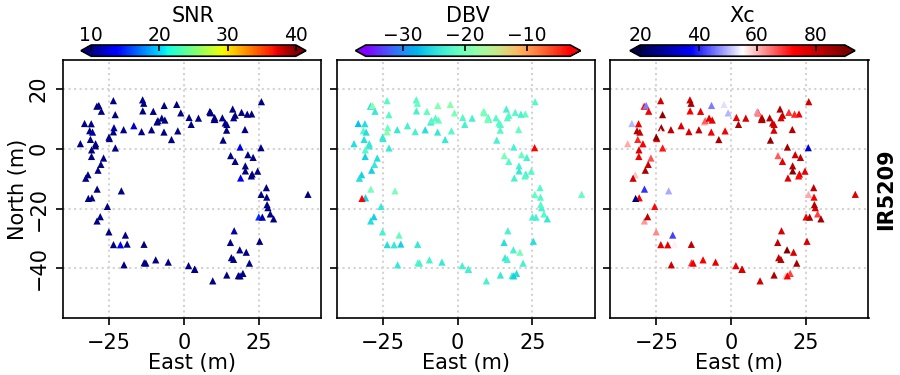 SNR DBV Xc
10 20 30 40 −30 −20 −10 20 40 60 80
North (m)
20
0
−20
−40
−25 0 25 −25 0 25 −25 0 25
East (m) East (m) East (m)
IR5209